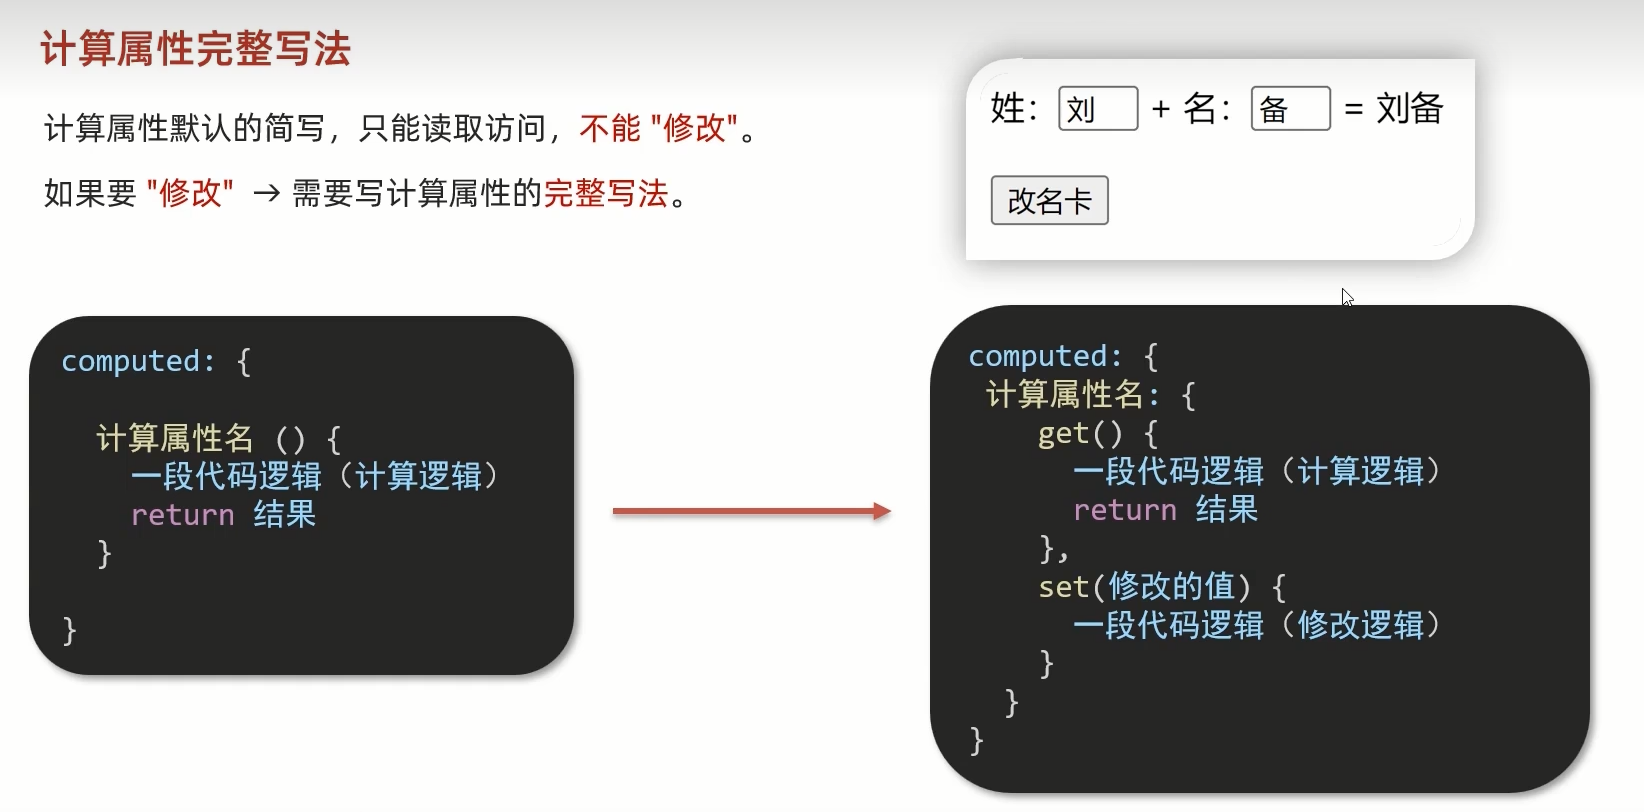 计算属性完整写法
计算属性默认的简写，只能读取访问，不能 "修改"。
如果要 "修改" → 需要写计算属性的完整写法。
姓： 刘 + 名： 备 = 刘备
改名卡
computed: {
计算属性名 () {
一段代码逻辑（计算逻辑）
return 结果
}
}
computed: {
计算属性名: {
get() {
一段代码逻辑（计算逻辑）
return 结果
},
set(修改的值) {
一段代码逻辑（修改逻辑）
}
}
}